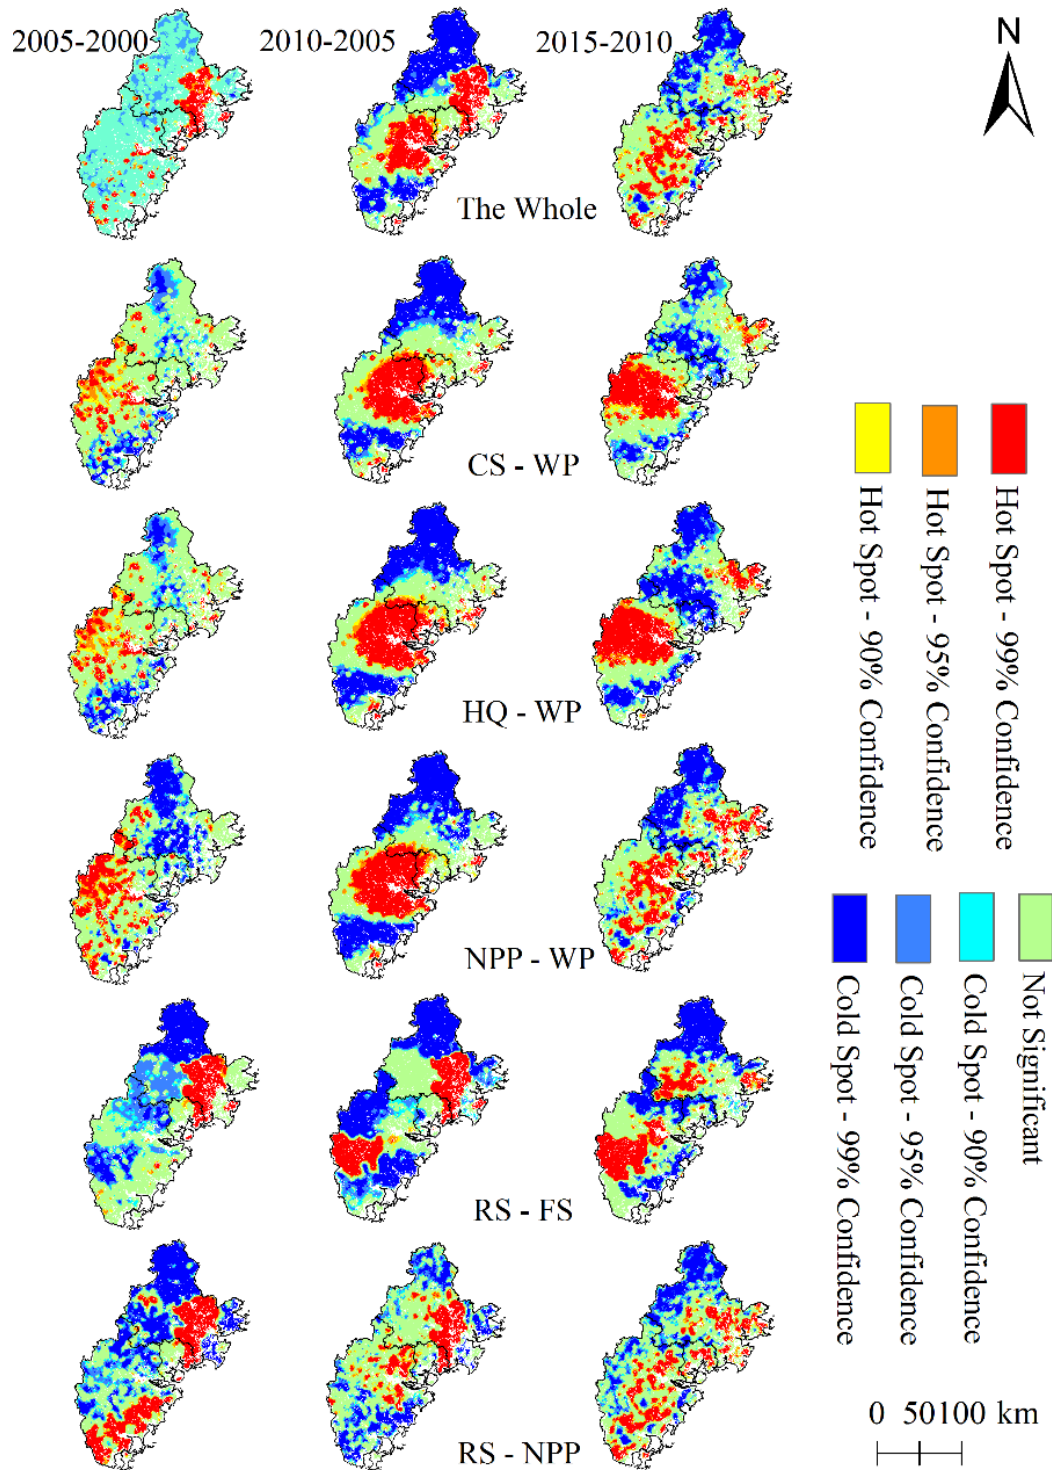 2005-2000
2010-2005
2015-2010
N
The Whole
CS - WP
HQ - WP
NPP - WP
RS - FS
RS - NPP
Hot Spot - 90% Confidence
Hot Spot - 95% Confidence
Hot Spot - 99% Confidence
Cold Spot - 99% Confidence
Cold Spot - 95% Confidence
Cold Spot - 90% Confidence
Not Significant
0 50100 km